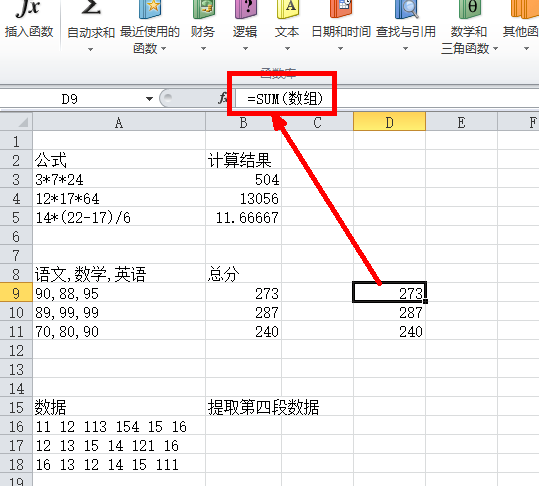 fx Σ
插入函数 自动求和 最近使用的函数 财务 逻辑 文本 日期和时间 查找与引用 数学和三角函数 其他函
函数库
D9 fx =SUM(数组)
A B C D E F
1
2 公式 计算结果
3 3*7*24 504
4 12*17*64 13056
5 14*(22-17)/6 11.66667
6
7
8 语文,数学,英语 总分
9 90,88,95 273 273
10 89,99,99 287 287
11 70,80,90 240 240
12
13
14
15 数据 提取第四段数据
16 11 12 113 154 15 16
17 12 13 15 14 121 16
18 16 13 12 14 15 111
19